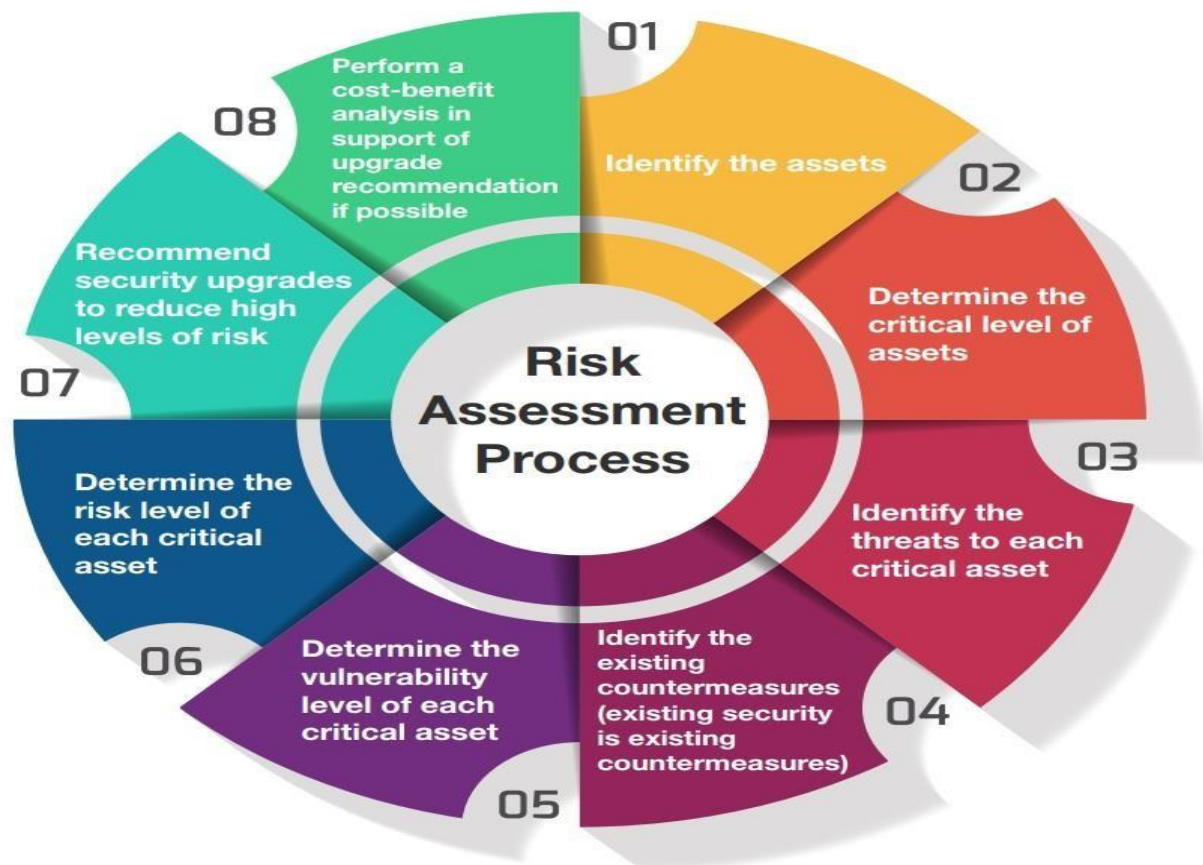 Risk
Assessment
Process
01
Identify the assets
02
Determine the
critical level of
assets
03
Identify the
threats to each
critical asset
04
Identify the
existing
countermeasures
(existing security
is existing
countermeasures)
05
Determine the
vulnerability
level of each
critical asset
06
Determine the
risk level of
each critical
asset
07
Recommend
security upgrades
to reduce high
levels of risk
08
Perform a
cost-benefit
analysis in
support of
upgrade
recommendation
if possible